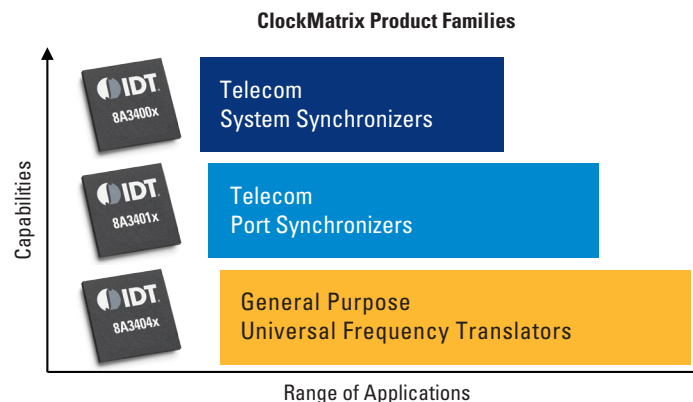 ClockMatrix Product Families
Capabilities
IDT.
8A3400x
Telecom
System Synchronizers
IDT.
8A3401x
Telecom
Port Synchronizers
IDT.
8A3404x
General Purpose
Universal Frequency Translators
Range of Applications